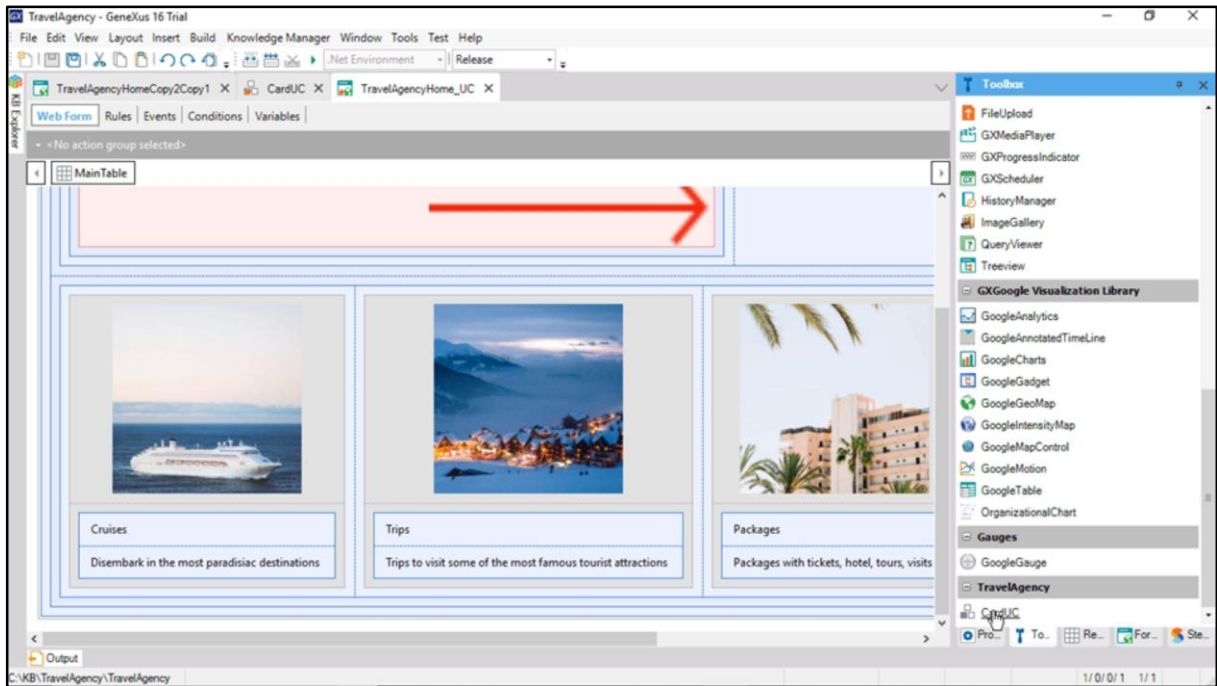 TravelAgency - GeneXus 16 Trial
File Edit View Layout Insert Build Knowledge Manager Window Tools Test Help
.Net Environment Release
TravelAgencyHomeCopy2Copy1 CardUC TravelAgencyHome_UC
KB Explorer
Web Form Rules Events Conditions Variables
<No action group selected>
MainTable
Cruises
Disembark in the most paradisiac destinations
Trips
Trips to visit some of the most famous tourist attractions
Packages
Packages with tickets, hotel, tours, visits
Toolbox
FileUpload
GXMediaPlayer
GXProgressIndicator
GXScheduler
HistoryManager
ImageGallery
QueryViewer
Treeview
GXGoogle Visualization Library
GoogleAnalytics
GoogleAnnotatedTimeLine
GoogleCharts
GoogleGadget
GoogleGeoMap
GoogleIntensityMap
GoogleMapControl
GoogleMotion
GoogleTable
OrganizationalChart
Gauges
GoogleGauge
TravelAgency
CardUC
Pro... To... Re... For... Ste...
Output
C:\KB\TravelAgency\TravelAgency 1/0/0/1 1/1